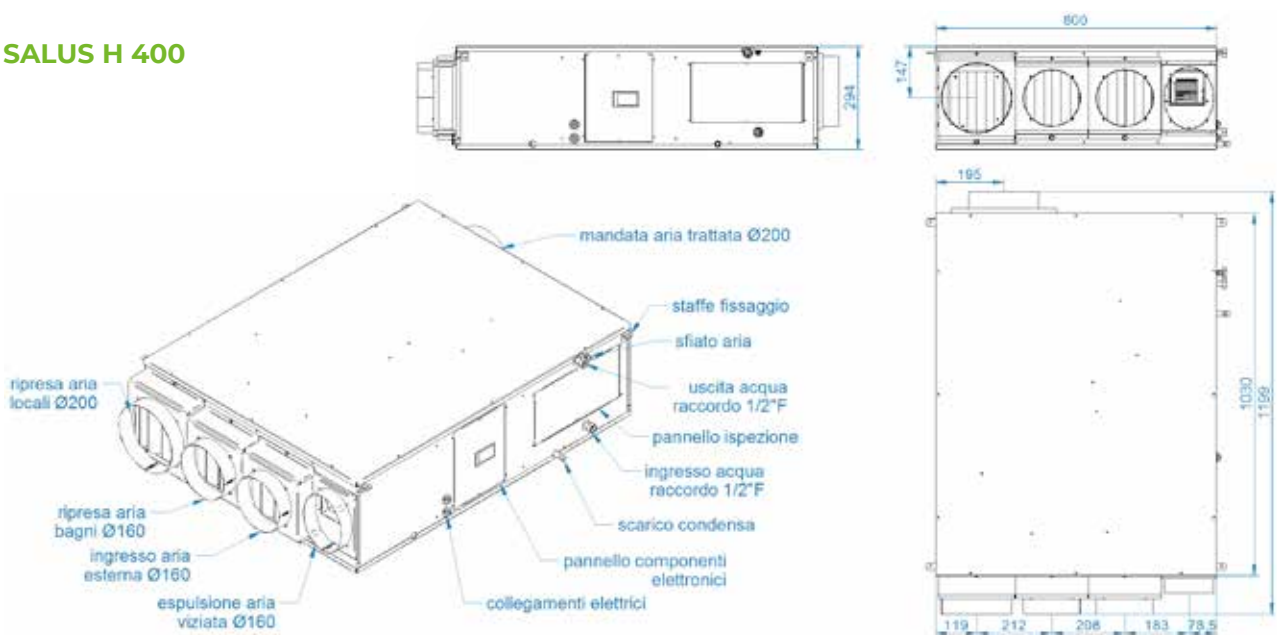 SALUS H 400
294
800
147
195
1030
1199
119 212 208 183 78,5
mandata aria trattata Ø200
staffe fissaggio
sfiato aria
uscita acqua
raccordo 1/2"F
pannello ispezione
ingresso acqua
raccordo 1/2"F
scarico condensa
pannello componenti
elettronici
collegamenti elettrici
ripresa aria
locali Ø200
ripresa aria
bagni Ø160
ingresso aria
esterna Ø160
espulsione aria
viziata Ø160